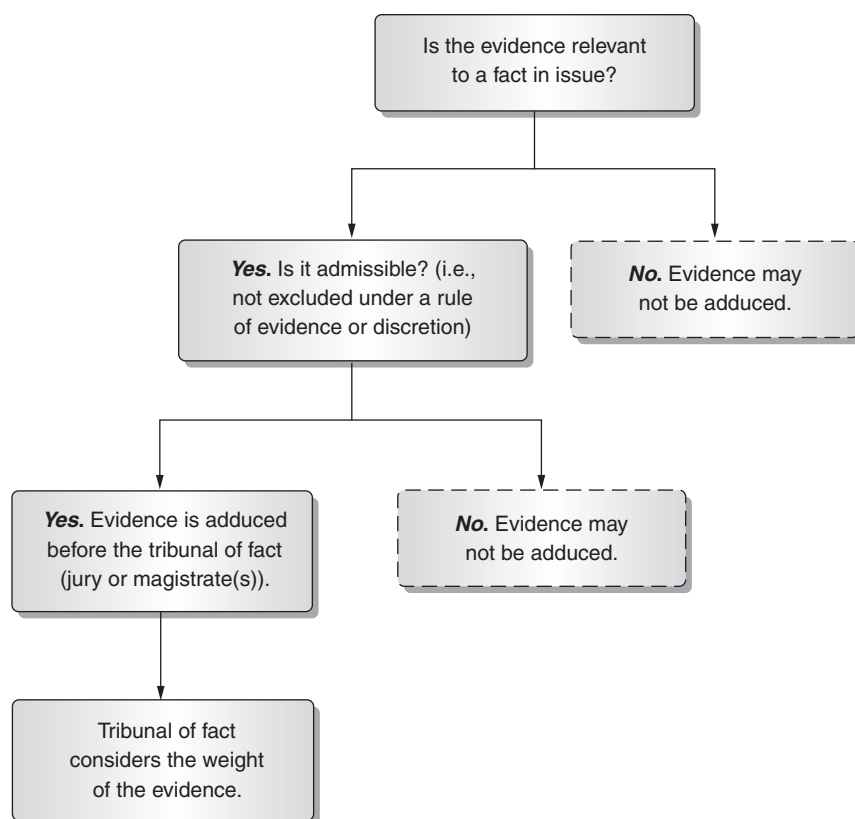 Is the evidence relevant
to a fact in issue?
Yes. Is it admissible? (i.e.,
not excluded under a rule
of evidence or discretion)
No. Evidence may
not be adduced.
Yes. Evidence is adduced
before the tribunal of fact
(jury or magistrate(s)).
No. Evidence may
not be adduced.
Tribunal of fact
considers the weight
of the evidence.